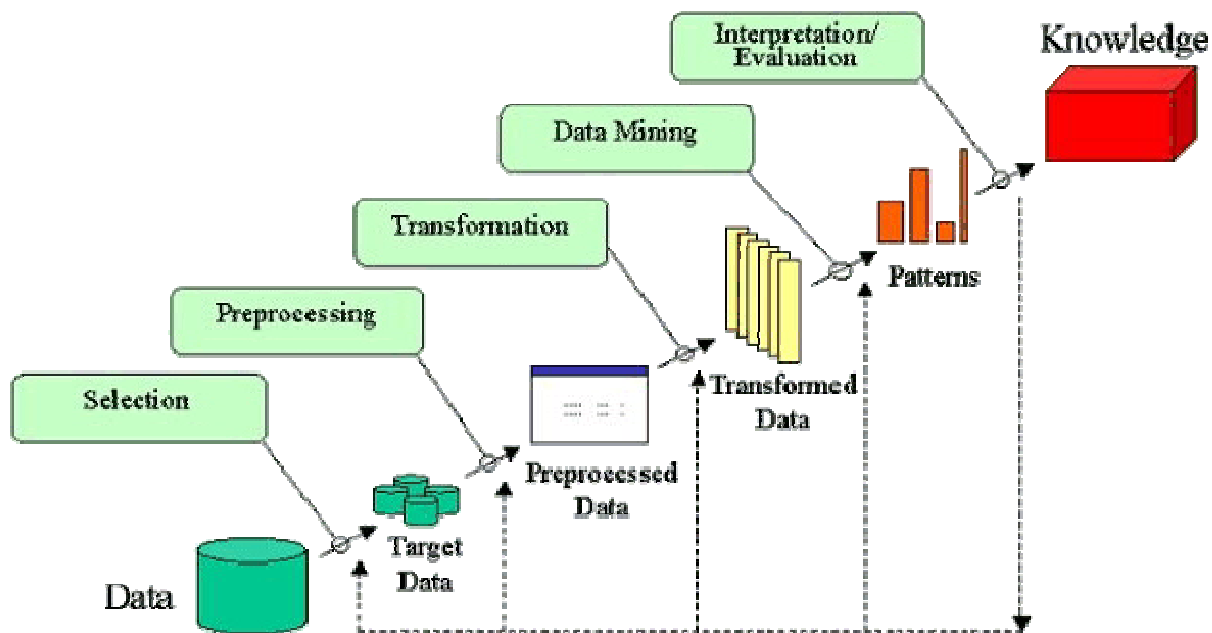 Interpretation/
Evaluation
Knowledge
Data Mining
Transformation
Patterns
Preprocessing
Transformed
Data
Selection
Preprocessed
Data
Target
Data
Data